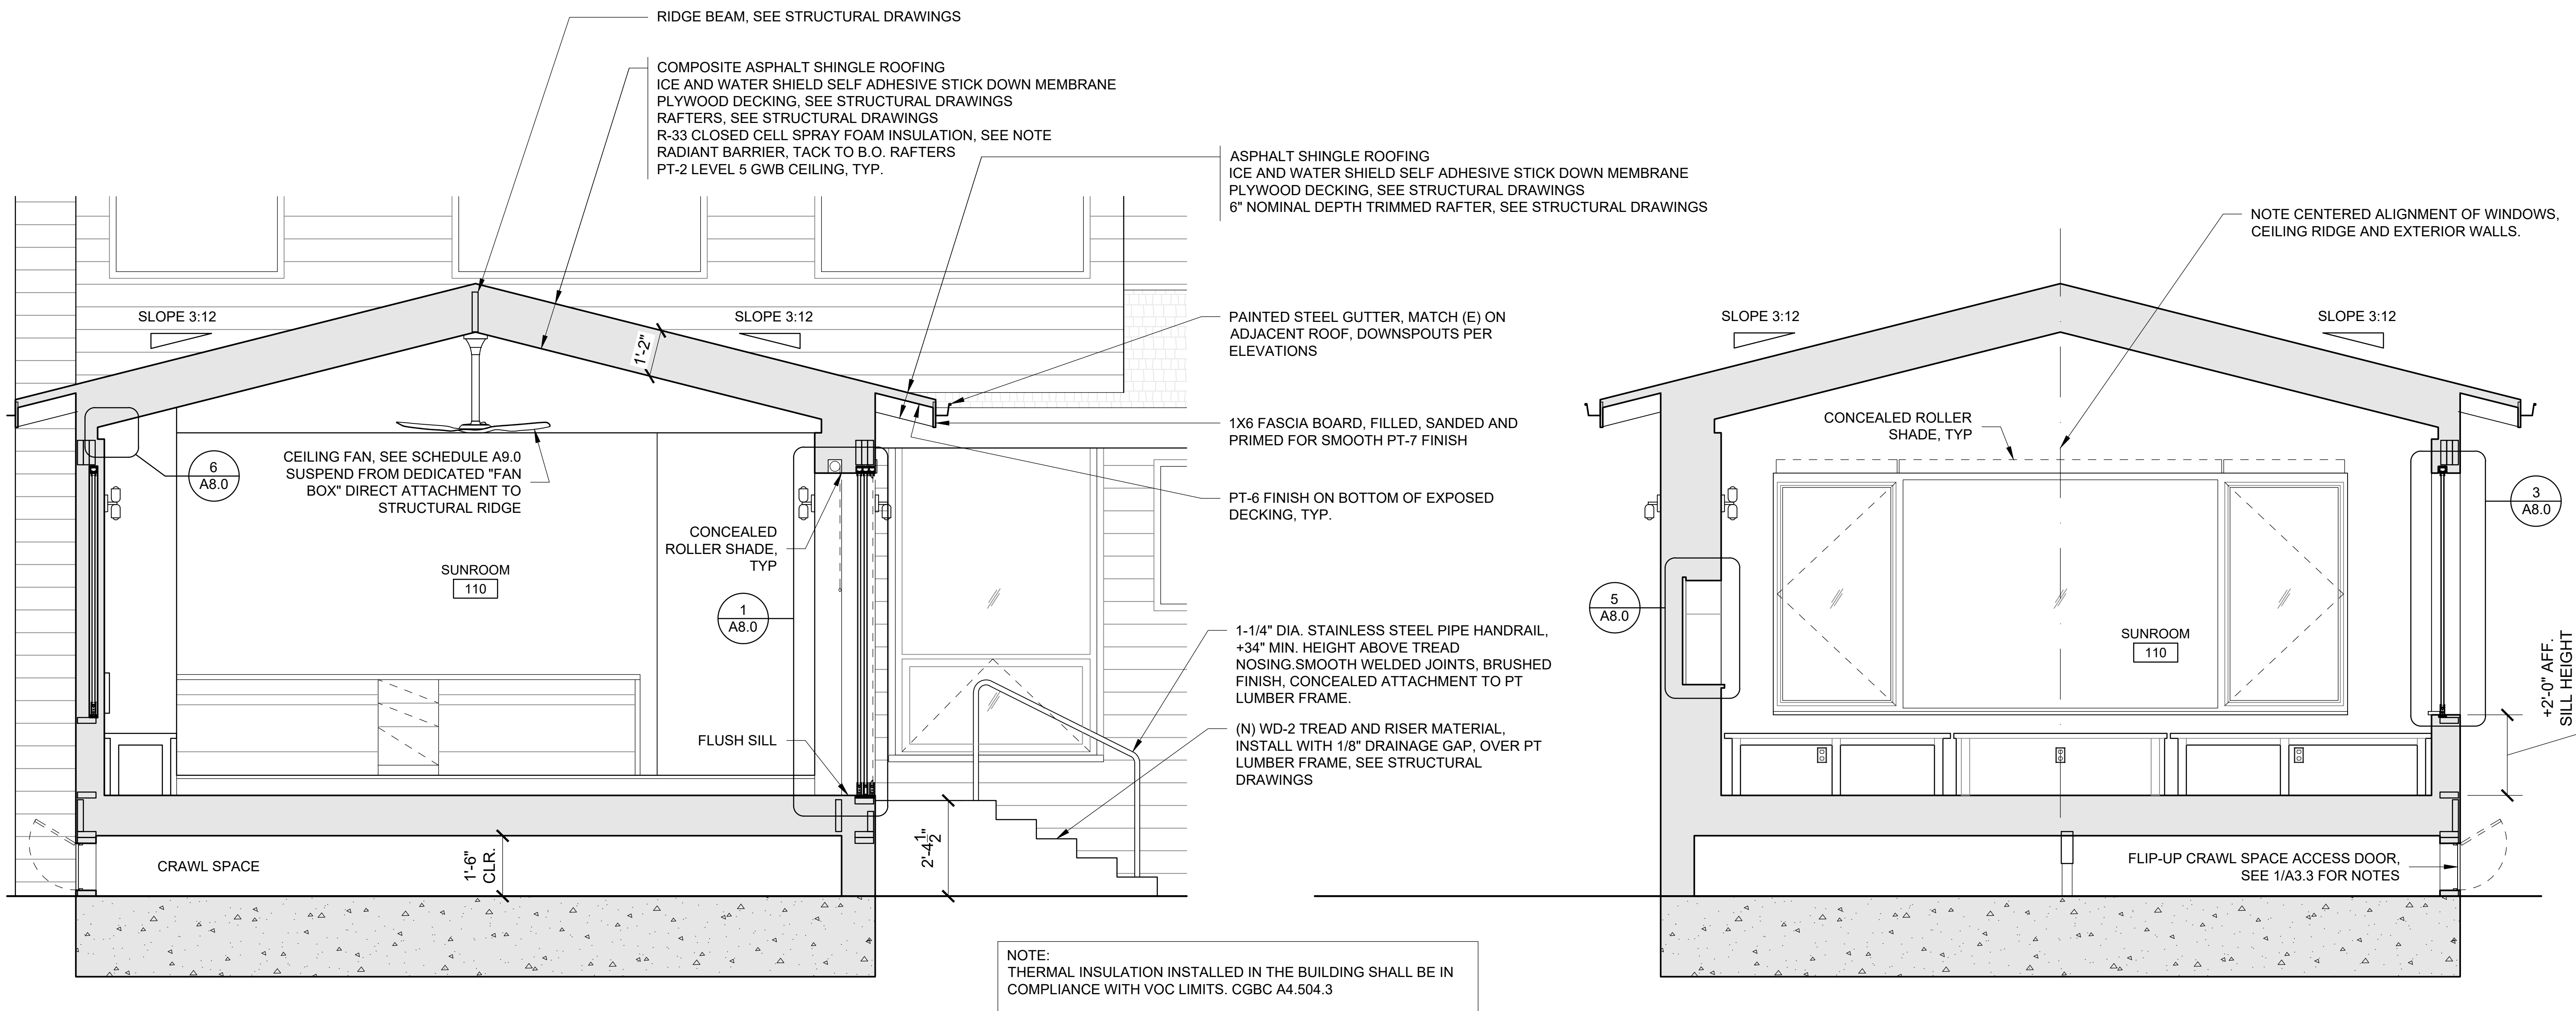 RIDGE BEAM, SEE STRUCTURAL DRAWINGS
COMPOSITE ASPHALT SHINGLE ROOFING
ICE AND WATER SHIELD SELF ADHESIVE STICK DOWN MEMBRANE
PLYWOOD DECKING, SEE STRUCTURAL DRAWINGS
RAFTERS, SEE STRUCTURAL DRAWINGS
R-33 CLOSED CELL SPRAY FOAM INSULATION, SEE NOTE
RADIANT BARRIER, TACK TO B.O. RAFTERS
PT-2 LEVEL 5 GWB CEILING, TYP.
ASPHALT SHINGLE ROOFING
ICE AND WATER SHIELD SELF ADHESIVE STICK DOWN MEMBRANE
PLYWOOD DECKING, SEE STRUCTURAL DRAWINGS
6" NOMINAL DEPTH TRIMMED RAFTER, SEE STRUCTURAL DRAWINGS
NOTE CENTERED ALIGNMENT OF WINDOWS,
CEILING RIDGE AND EXTERIOR WALLS.
SLOPE 3:12
SLOPE 3:12
1'-2"
PAINTED STEEL GUTTER, MATCH (E) ON
ADJACENT ROOF, DOWNSPOUTS PER
ELEVATIONS
SLOPE 3:12
SLOPE 3:12
1X6 FASCIA BOARD, FILLED, SANDED AND
PRIMED FOR SMOOTH PT-7 FINISH
CONCEALED ROLLER
SHADE, TYP
6
A8.0
CEILING FAN, SEE SCHEDULE A9.0
SUSPEND FROM DEDICATED "FAN
BOX" DIRECT ATTACHMENT TO
STRUCTURAL RIDGE
PT-6 FINISH ON BOTTOM OF EXPOSED
DECKING, TYP.
3
A8.0
CONCEALED
ROLLER SHADE,
TYP
SUNROOM
110
1
A8.0
5
A8.0
1-1/4" DIA. STAINLESS STEEL PIPE HANDRAIL,
+34" MIN. HEIGHT ABOVE TREAD
NOSING.SMOOTH WELDED JOINTS, BRUSHED
FINISH, CONCEALED ATTACHMENT TO PT
LUMBER FRAME.
SUNROOM
110
+2'-0" AFF.
SILL HEIGHT
FLUSH SILL
(N) WD-2 TREAD AND RISER MATERIAL,
INSTALL WITH 1/8" DRAINAGE GAP, OVER PT
LUMBER FRAME, SEE STRUCTURAL
DRAWINGS
CRAWL SPACE
1'-6"
CLR.
2'-4 1/2"
FLIP-UP CRAWL SPACE ACCESS DOOR,
SEE 1/A3.3 FOR NOTES
NOTE:
THERMAL INSULATION INSTALLED IN THE BUILDING SHALL BE IN
COMPLIANCE WITH VOC LIMITS. CGBC A4.504.3